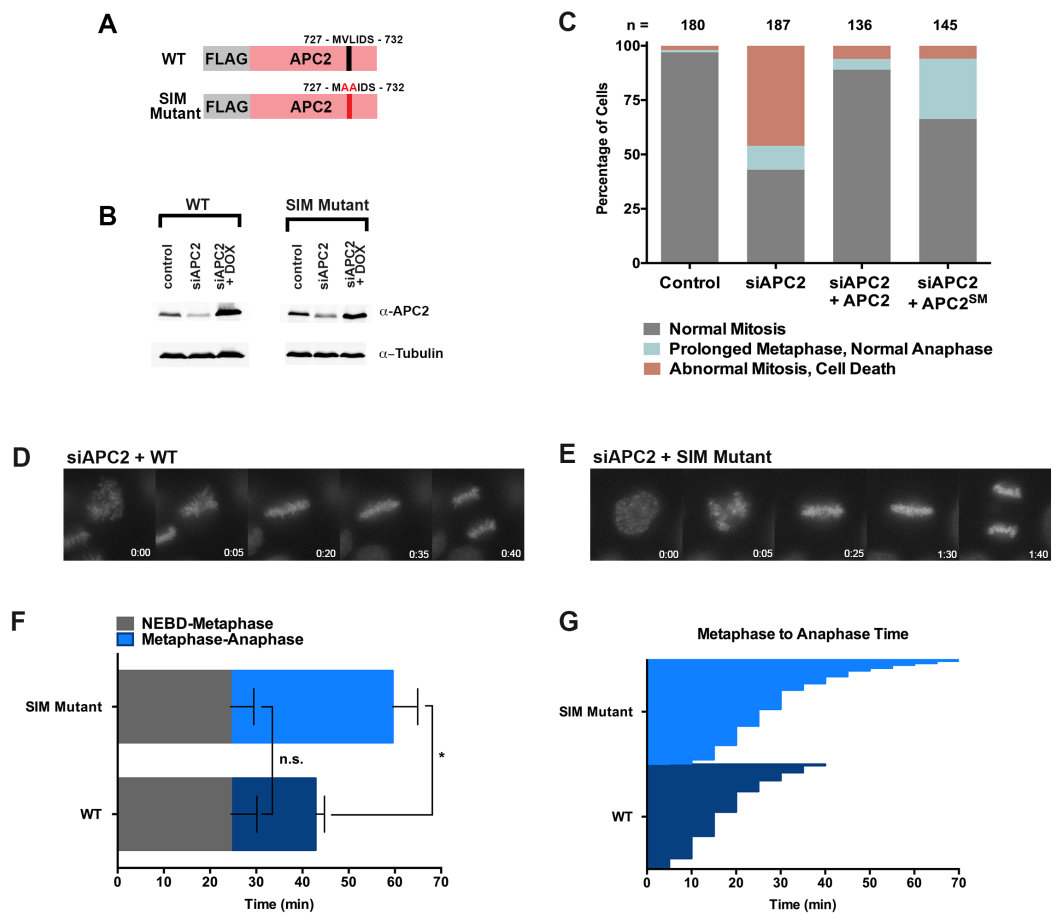 A
727 - MVLIDS - 732
WT
FLAG
APC2
727 - MAAIDS - 732
SIM
Mutant
FLAG
APC2
B
WT
SIM Mutant
control
siAPC2
siAPC2
+ DOX
control
siAPC2
siAPC2
+ DOX
α-APC2
α–Tubulin
C
n =
180
187
136
145
Percentage of Cells
100
75
50
25
0
Control
siAPC2
siAPC2
+ APC2
siAPC2
+ APC2SM
Normal Mitosis
Prolonged Metaphase, Normal Anaphase
Abnormal Mitosis, Cell Death
D
siAPC2 + WT
0:00
0:05
0:20
0:35
0:40
E
siAPC2 + SIM Mutant
0:00
0:05
0:25
1:30
1:40
F
NEBD-Metaphase
Metaphase-Anaphase
SIM Mutant
n.s.
*
WT
0 10 20 30 40 50 60 70
Time (min)
G
Metaphase to Anaphase Time
SIM Mutant
WT
0 10 20 30 40 50 60 70
Time (min)